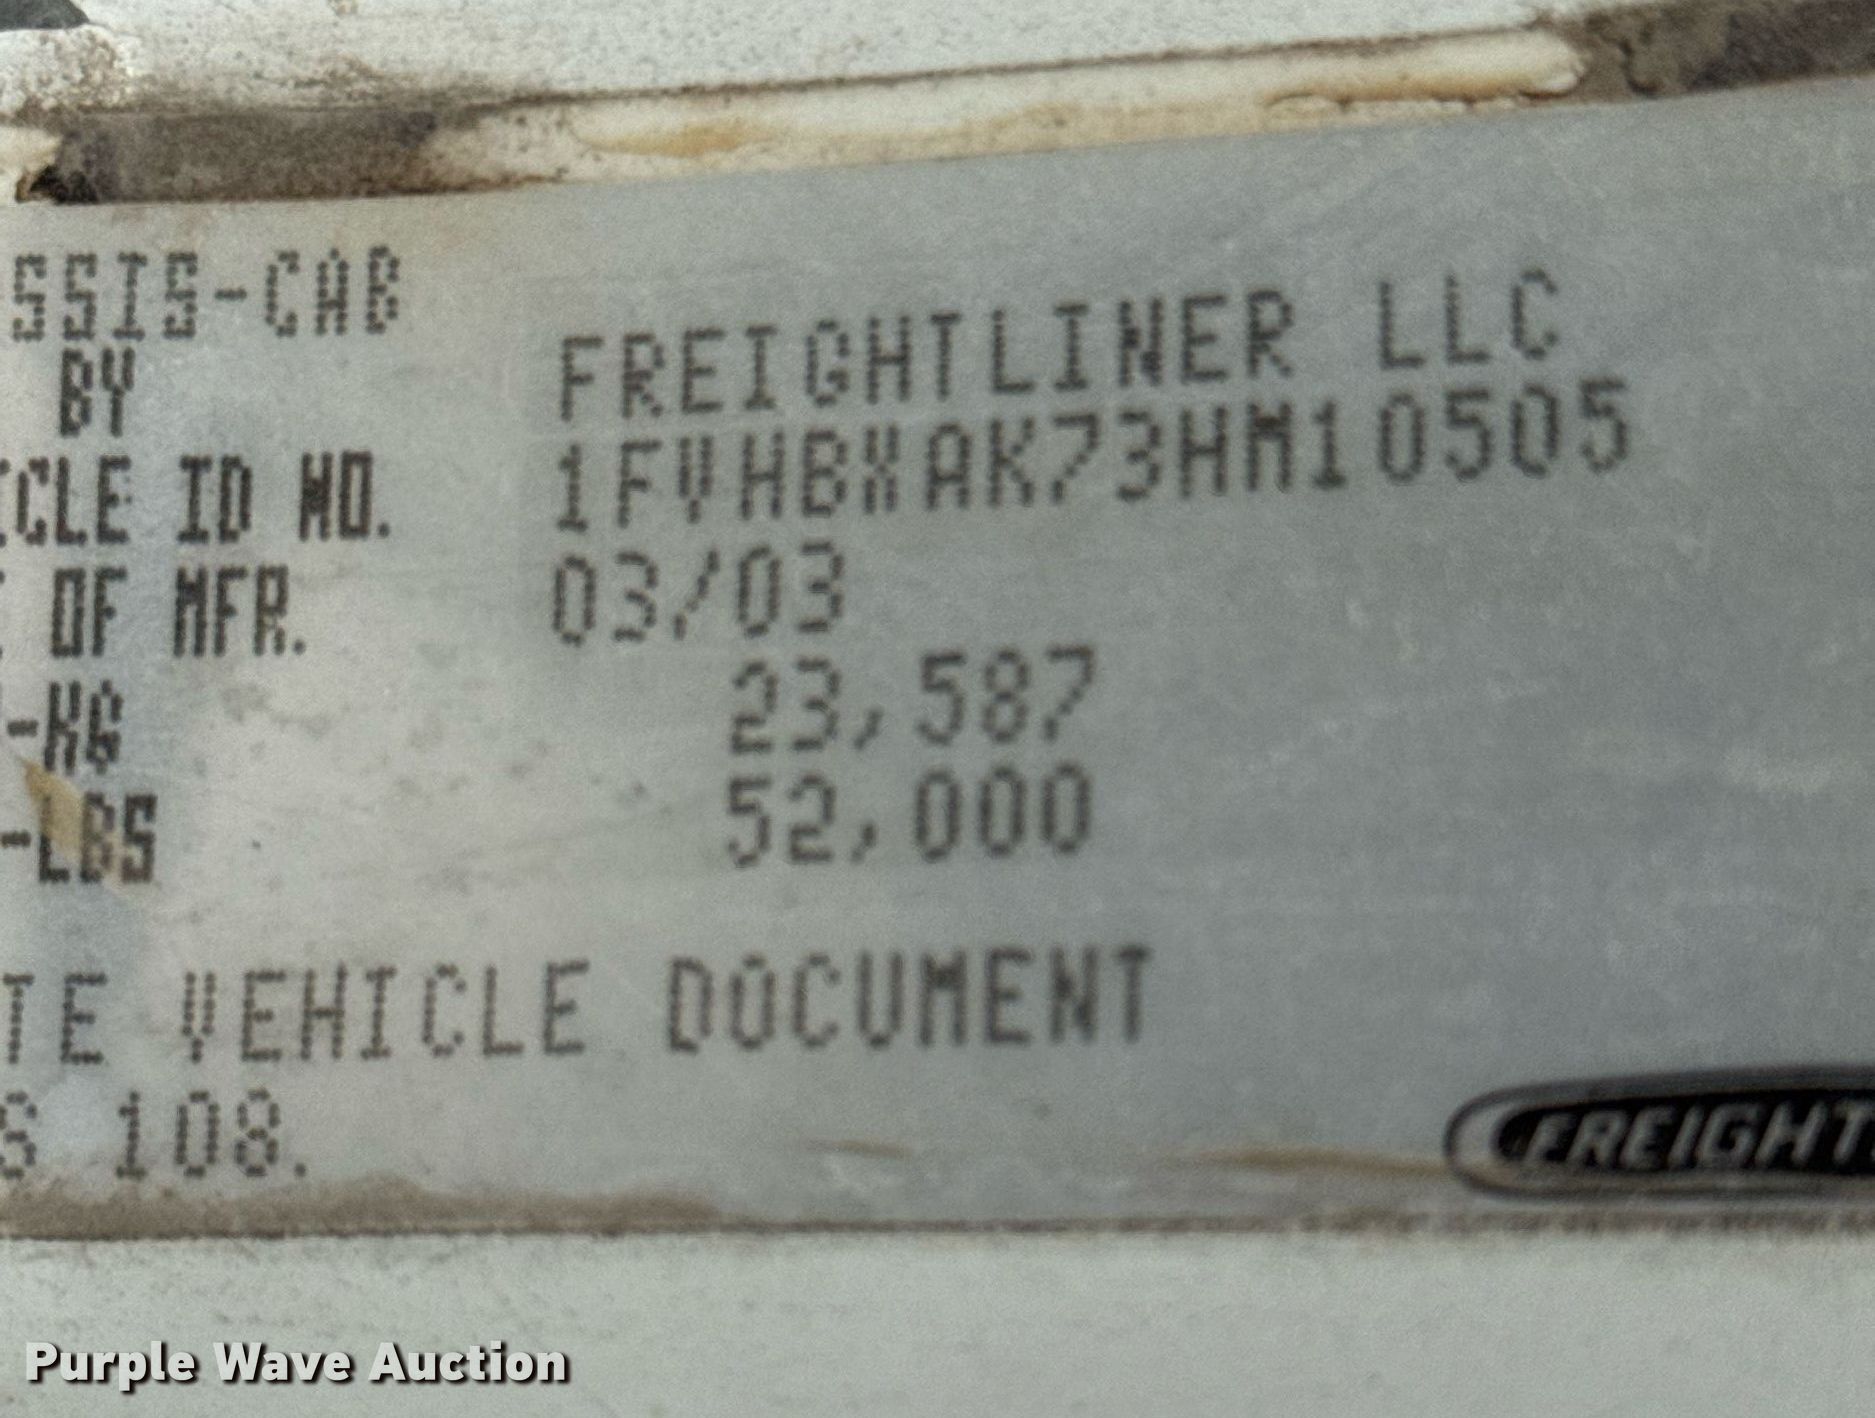 SSIS-CAB
BY FREIGHTLINER LLC
ICLE ID NO. 1FVHBXAK73HM10505
OF MFR. 03/03
-KG 23,587
-LBS 52,000
TE VEHICLE DOCUMENT
S 108.
FREIGHT
Purple Wave Auction